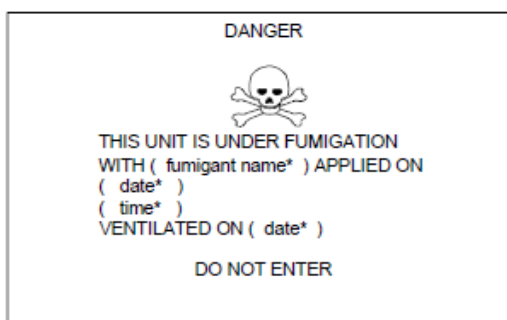 DANGER
THIS UNIT IS UNDER FUMIGATION
WITH ( fumigant name* ) APPLIED ON
( date* )
( time* )
VENTILATED ON ( date* )
DO NOT ENTER